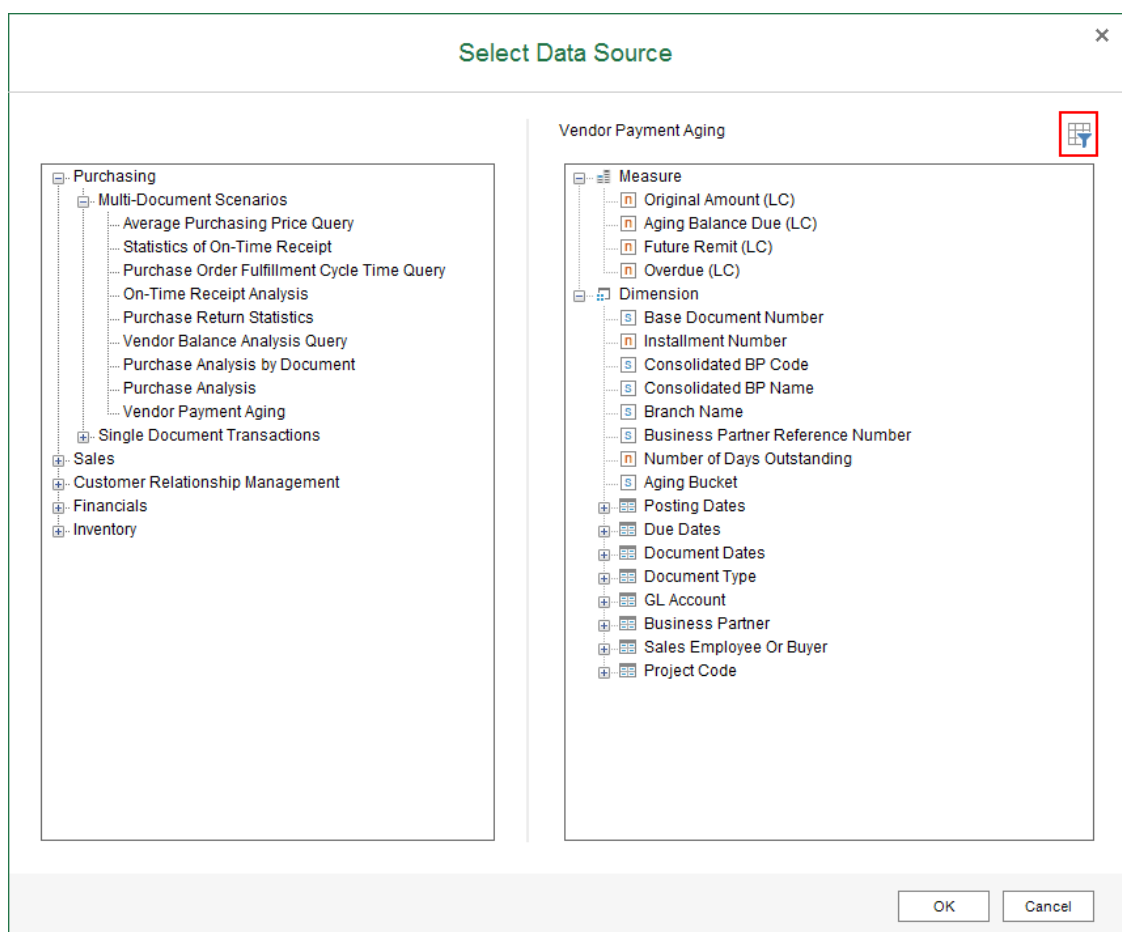 Select Data Source
Vendor Payment Aging
Purchasing
Multi-Document Scenarios
Average Purchasing Price Query
Statistics of On-Time Receipt
Purchase Order Fulfillment Cycle Time Query
On-Time Receipt Analysis
Purchase Return Statistics
Vendor Balance Analysis Query
Purchase Analysis by Document
Purchase Analysis
Vendor Payment Aging
Single Document Transactions
Sales
Customer Relationship Management
Financials
Inventory
Measure
n Original Amount (LC)
n Aging Balance Due (LC)
n Future Remit (LC)
n Overdue (LC)
Dimension
s Base Document Number
n Installment Number
s Consolidated BP Code
s Consolidated BP Name
s Branch Name
s Business Partner Reference Number
n Number of Days Outstanding
s Aging Bucket
Posting Dates
Due Dates
Document Dates
Document Type
GL Account
Business Partner
Sales Employee Or Buyer
Project Code
OK
Cancel